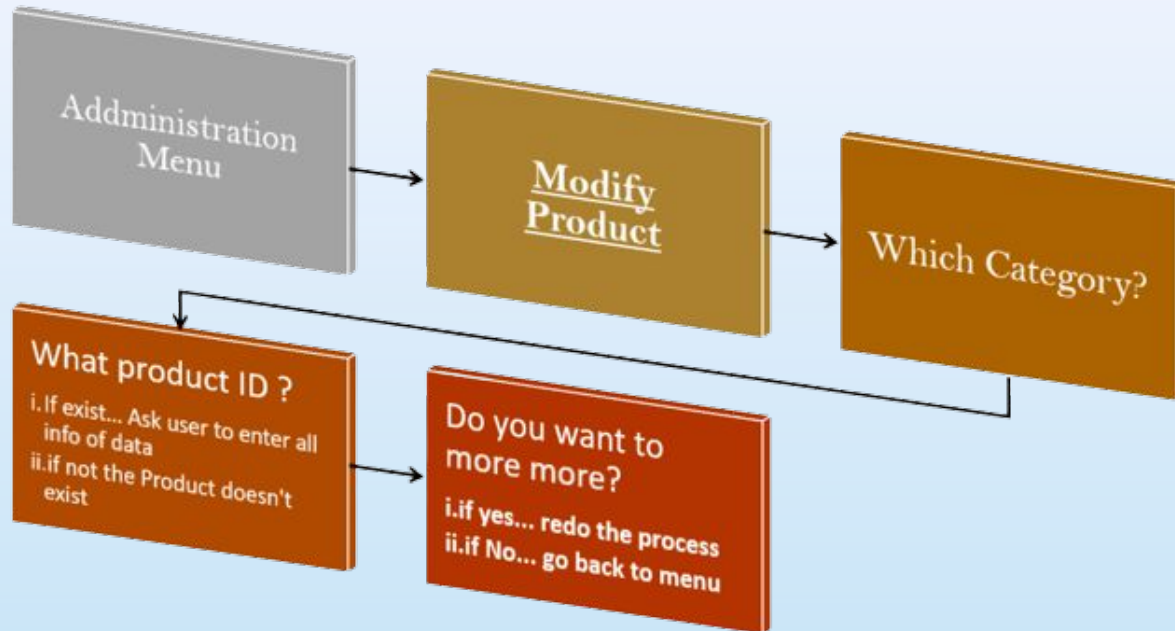 Addministration
Menu
Modify
Product
Which Category?
What product ID ?
i. If exist... Ask user to enter all
info of data
ii.if not the Product doesn't
exist
Do you want to
more more?
i.if yes... redo the process
ii.if No... go back to menu